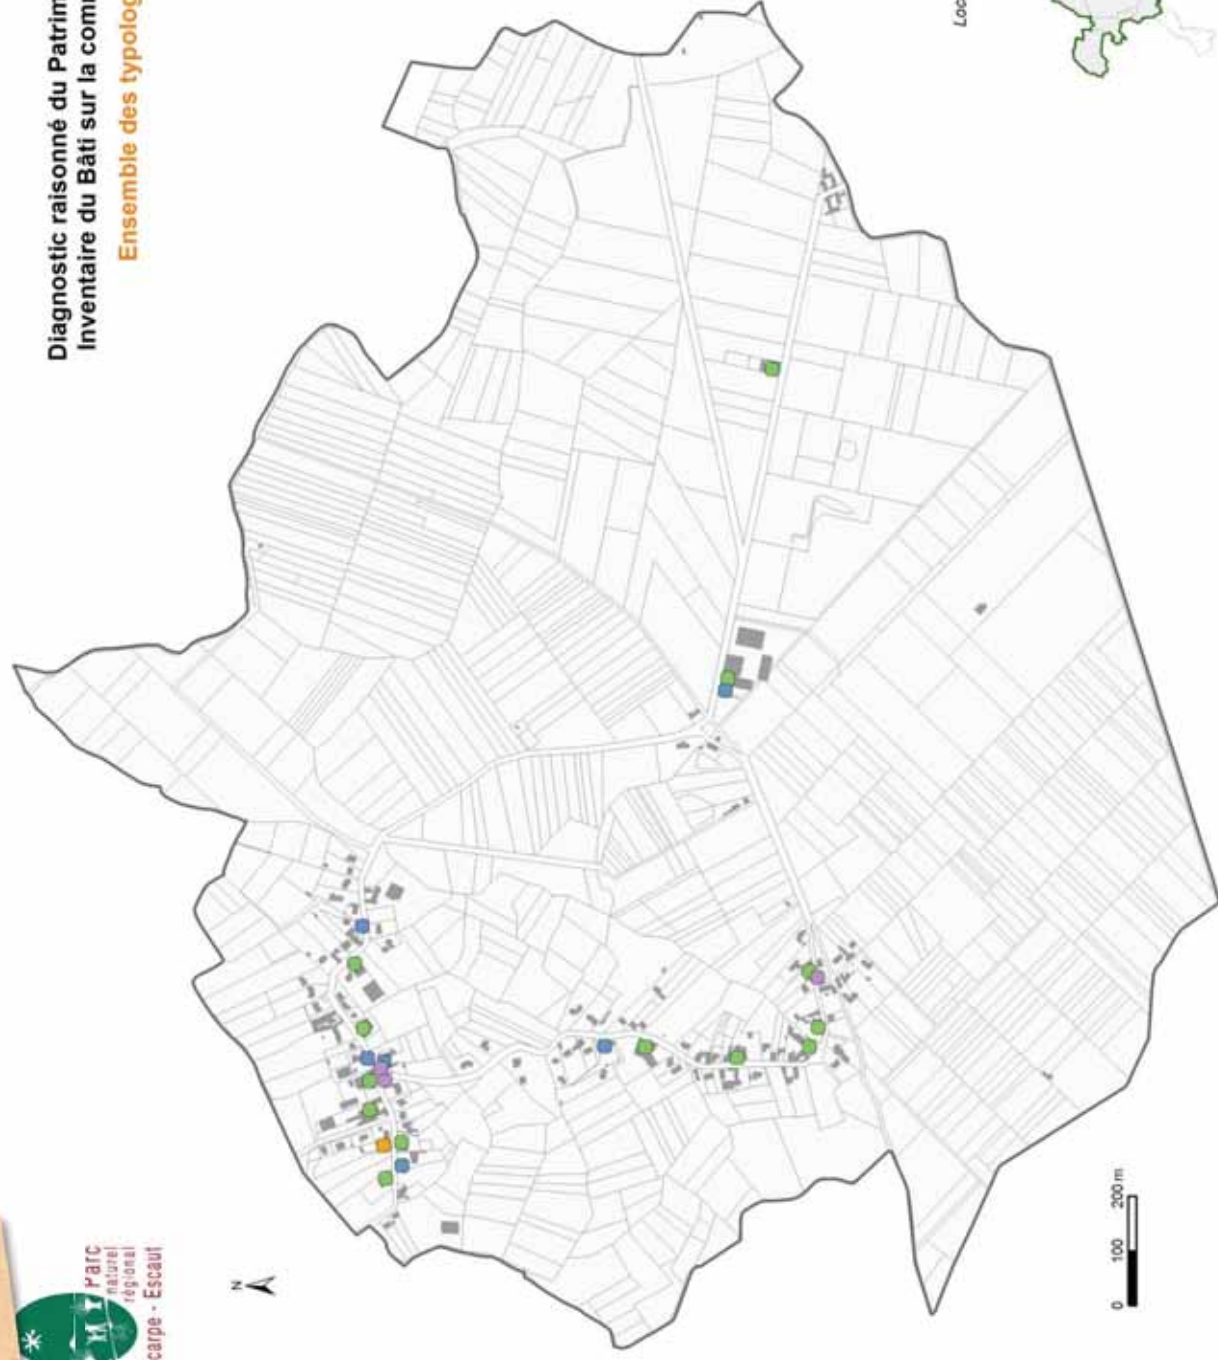 Diagnostic raisonné du Patrim
Inventaire du Bâti sur la com
Ensemble des typolog
Loc
Parc
naturel
régional
carpe - Escaut
N
0 100 200 m